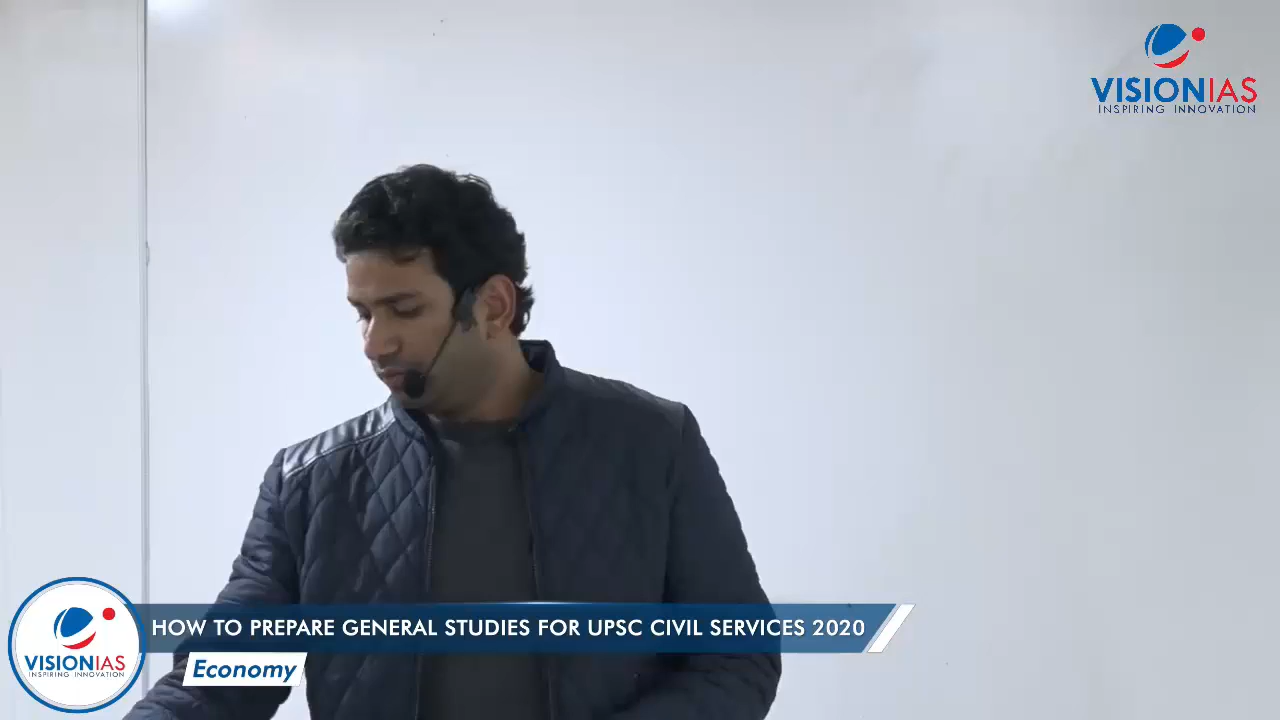 VISIONIAS
INSPIRING INNOVATION
HOW TO PREPARE GENERAL STUDIES FOR UPSC CIVIL SERVICES 2020
Economy
VISIONIAS
INSPIRING INNOVATION